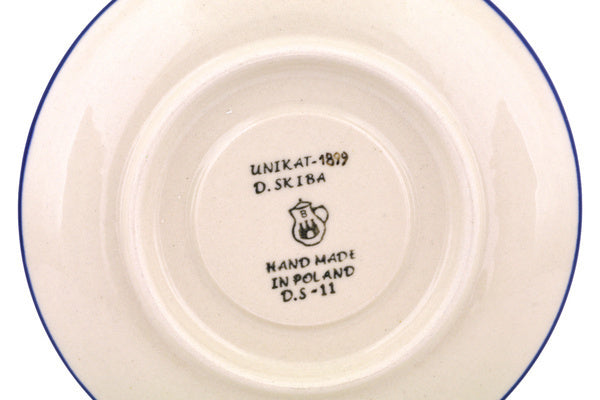 UNIKAT-1899
D. SKIBA
B
HAND MADE
IN POLAND
D.S-11